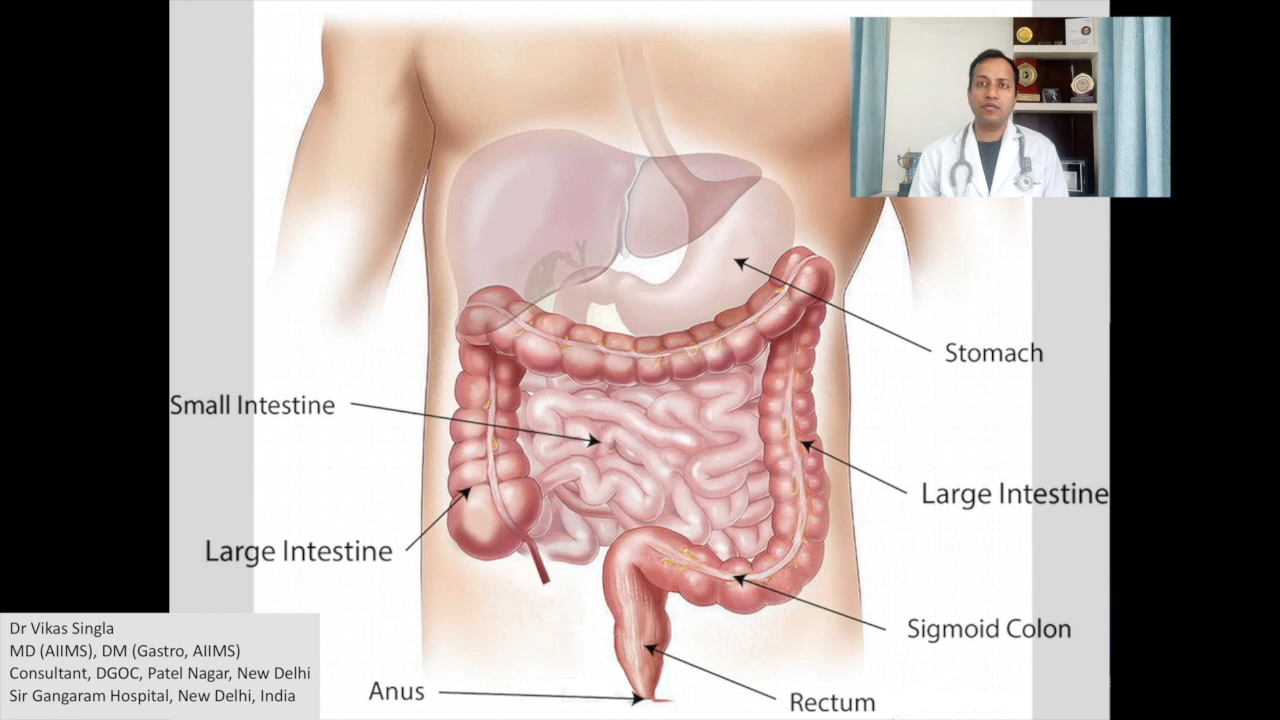 Stomach
Small Intestine
Large Intestine
Large Intestine
Sigmoid Colon
Anus
Rectum
Dr Vikas Singla
MD (AIIMS), DM (Gastro, AIIMS)
Consultant, DGOC, Patel Nagar, New Delhi
Sir Gangaram Hospital, New Delhi, India